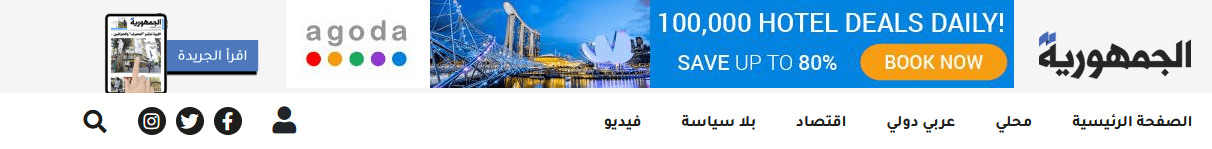 الجمهورية
100,000 HOTEL DEALS DAILY!
SAVE UP TO 80%
BOOK NOW
agoda
اقرأ الجريدة
الجمهورية
الصفحة الرئيسية
محلي
عربي دولي
اقتصاد
بلا سياسة
فيديو